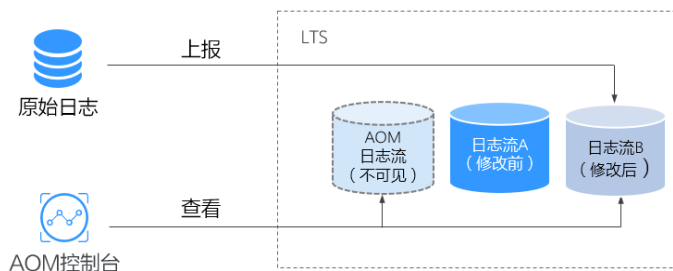 LTS
上报
原始日志
AOM
日志流
（不可见）
日志流A
（修改前）
日志流B
（修改后）
查看
AOM控制台